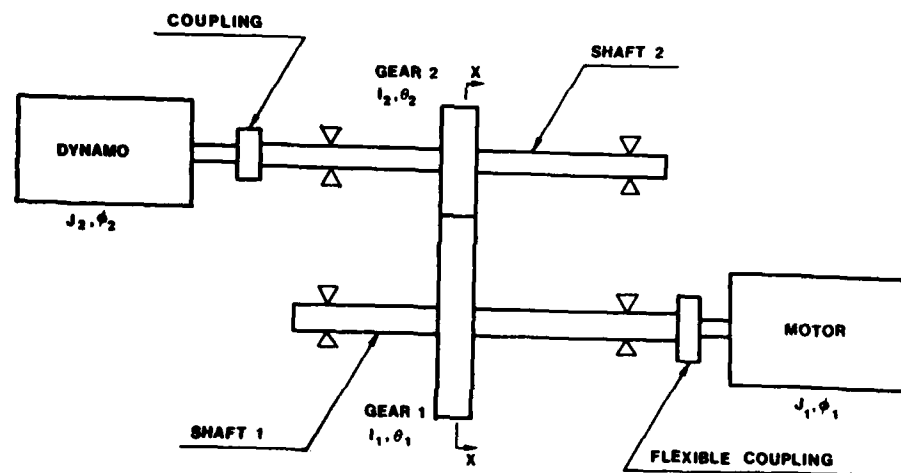 COUPLING
GEAR 2
I₂, θ₂
X
SHAFT 2
DYNAMO
J₂, ϕ₂
MOTOR
J₁, ϕ₁
GEAR 1
I₁, θ₁
X
SHAFT 1
FLEXIBLE COUPLING